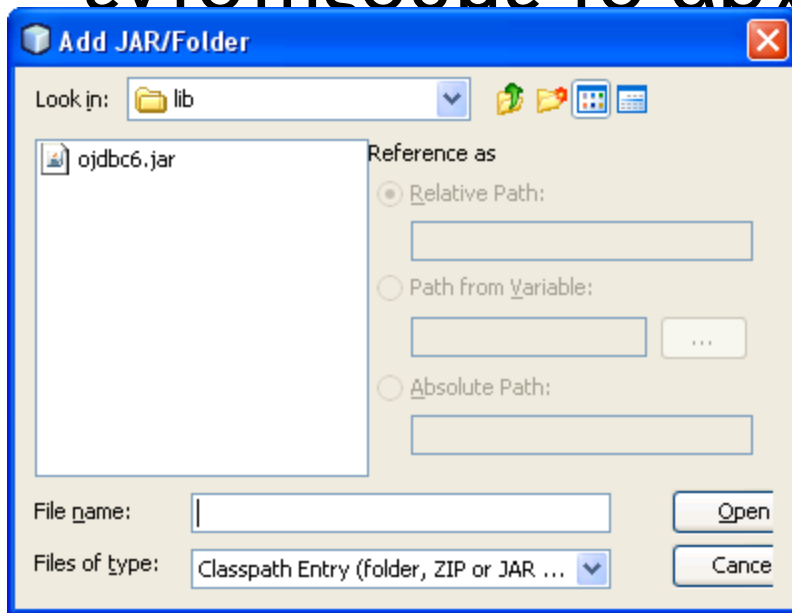 Add JAR/Folder
Look in: lib
ojdbc6.jar
Reference as
Relative Path:
Path from Variable:
...
Absolute Path:
File name:
Open
Files of type: Classpath Entry (folder, ZIP or JAR ...
Cance